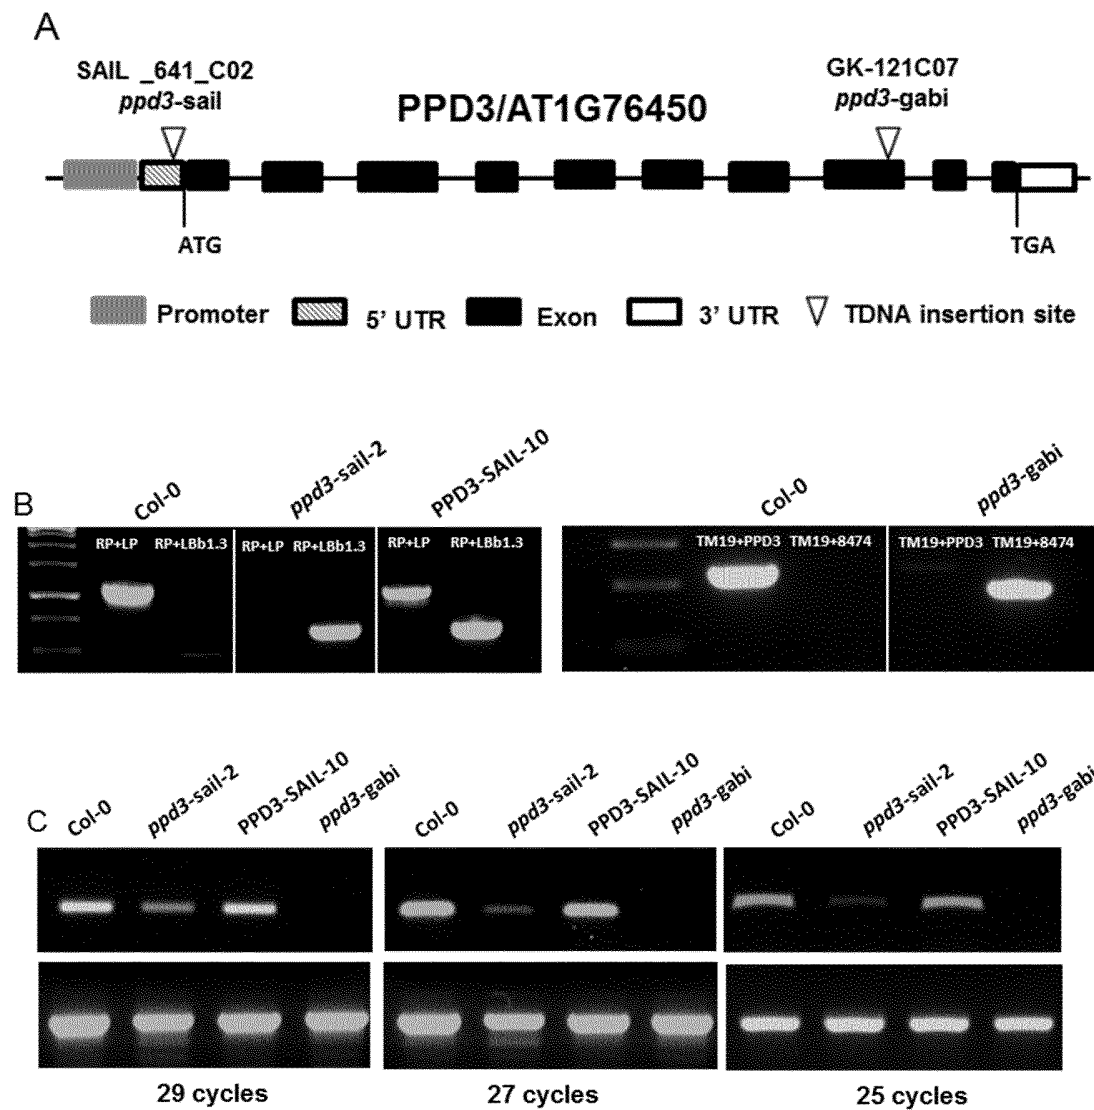 A
SAIL _641_C02
ppd3-sail
PPD3/AT1G76450
GK-121C07
ppd3-gabi
ATG
TGA
Promoter
5' UTR
Exon
3' UTR
TDNA insertion site
B
Col-0
ppd3-sail-2
PPD3-SAIL-10
Col-0
ppd3-gabi
RP+LP
RP+LBb1.3
RP+LP
RP+LBb1.3
RP+LP
RP+LBb1.3
TM19+PPD3
TM19+8474
TM19+PPD3
TM19+8474
C
Col-0
ppd3-sail-2
PPD3-SAIL-10
ppd3-gabi
Col-0
ppd3-sail-2
PPD3-SAIL-10
ppd3-gabi
Col-0
ppd3-sail-2
PPD3-SAIL-10
ppd3-gabi
29 cycles
27 cycles
25 cycles